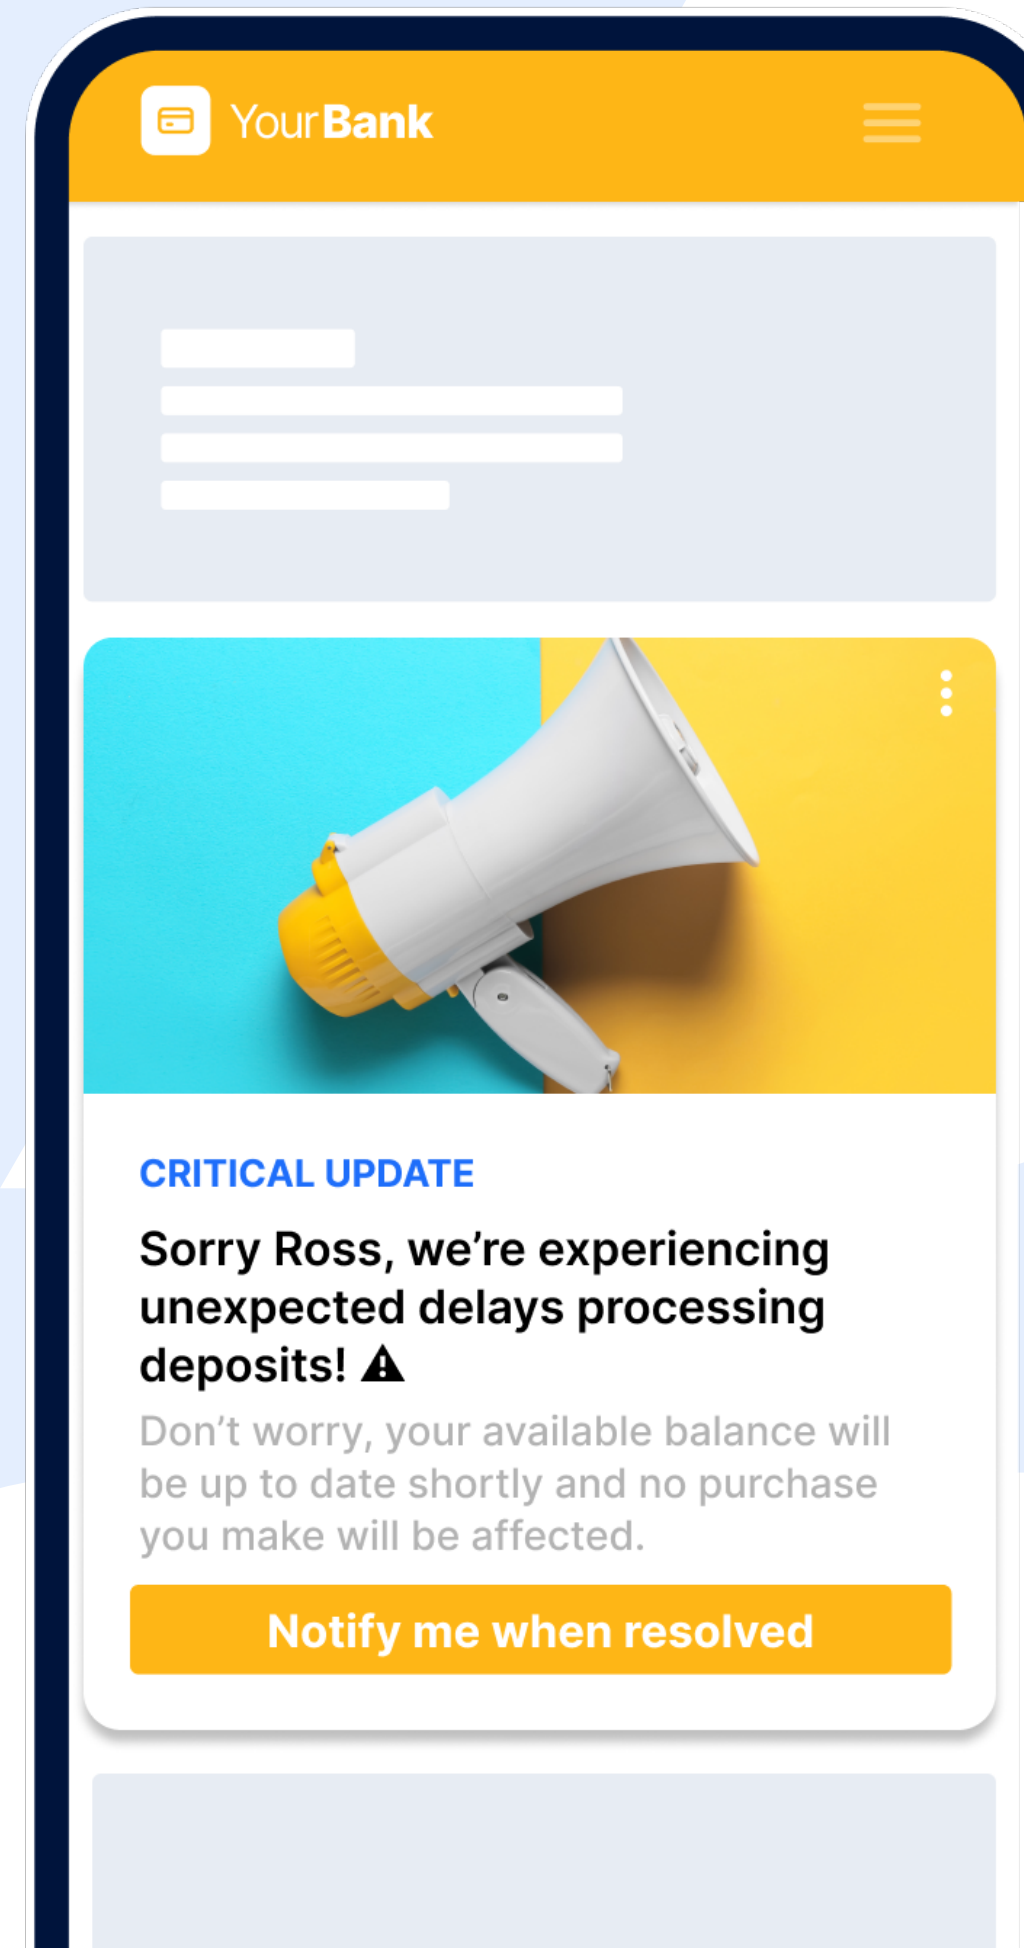 YourBank
CRITICAL UPDATE
Sorry Ross, we’re experiencing
unexpected delays processing
deposits! ⚠
Don’t worry, your available balance will
be up to date shortly and no purchase
you make will be affected.
Notify me when resolved